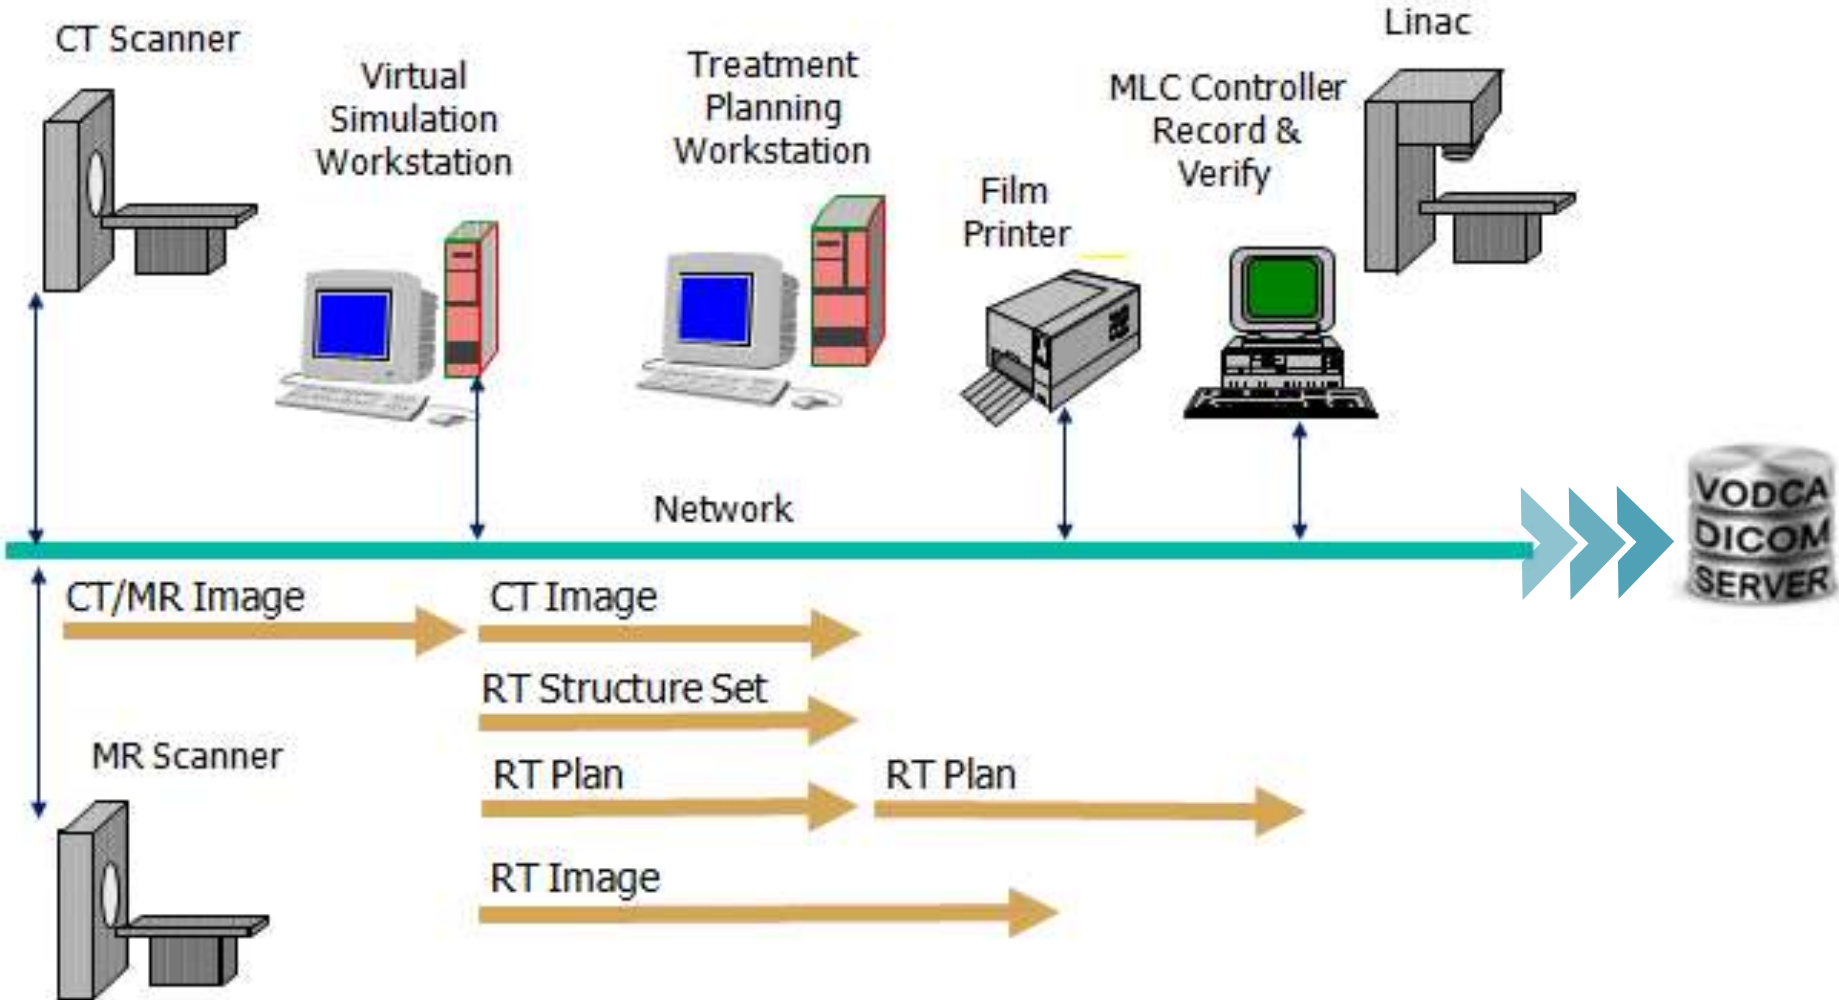 CT Scanner
Virtual
Simulation
Workstation
Treatment
Planning
Workstation
Film
Printer
MLC Controller
Record &
Verify
Linac
Network
VODCA
DICOM
SERVER
CT/MR Image
CT Image
RT Structure Set
MR Scanner
RT Plan
RT Plan
RT Image